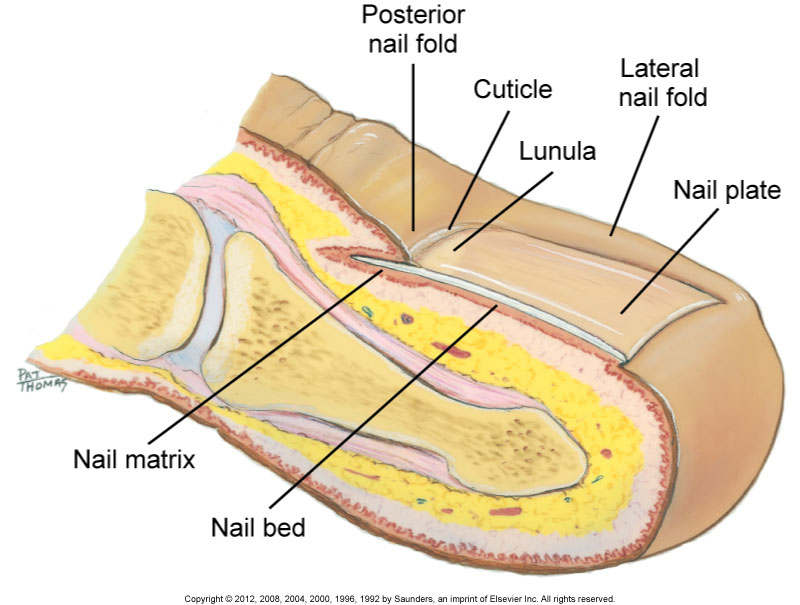 Posterior
nail fold
Cuticle
Lateral
nail fold
Lunula
Nail plate
PAT
THOMAS
Nail matrix
Nail bed
Copyright © 2012, 2008, 2004, 2000, 1996, 1992 by Saunders, an imprint of Elsevier Inc. All rights reserved.